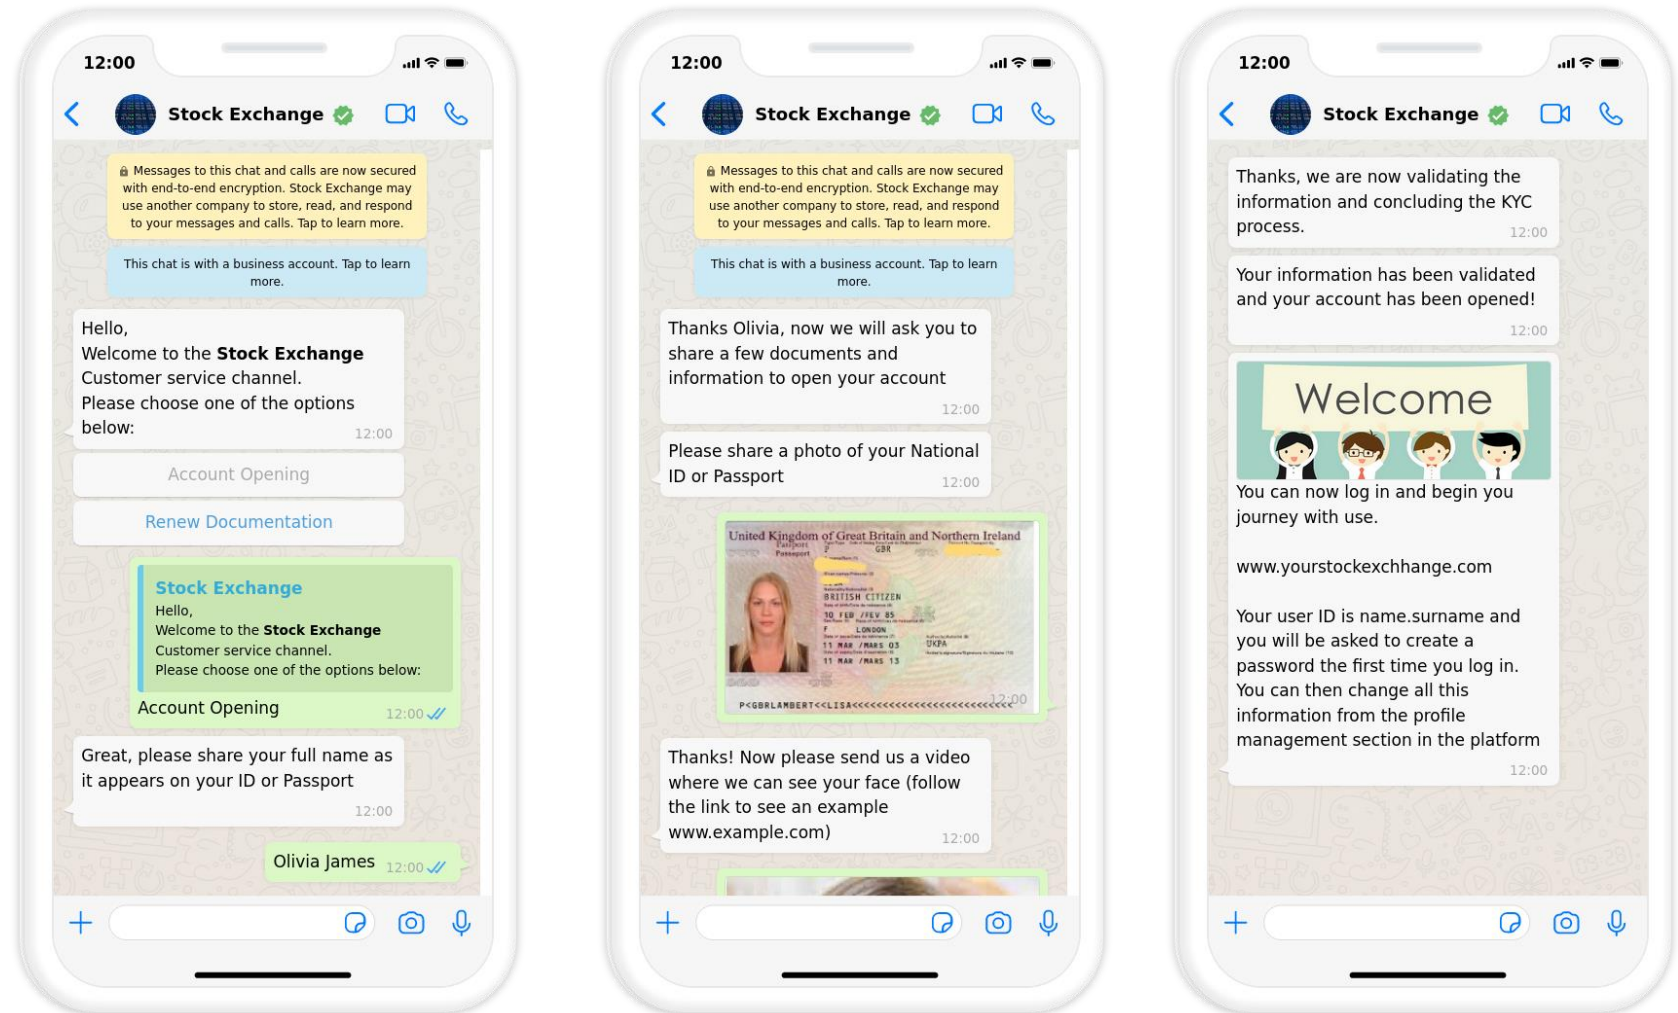 12:00
Stock Exchange
Messages to this chat and calls are now secured
with end-to-end encryption. Stock Exchange may
use another company to store, read, and respond
to your messages and calls. Tap to learn more.
This chat is with a business account. Tap to learn
more.
Hello,
Welcome to the Stock Exchange
Customer service channel.
Please choose one of the options
below:
12:00
Account Opening
Renew Documentation
Stock Exchange
Hello,
Welcome to the Stock Exchange
Customer service channel.
Please choose one of the options below:
Account Opening
12:00
Great, please share your full name as
it appears on your ID or Passport
12:00
Olivia James
12:00
12:00
Stock Exchange
Messages to this chat and calls are now secured
with end-to-end encryption. Stock Exchange may
use another company to store, read, and respond
to your messages and calls. Tap to learn more.
This chat is with a business account. Tap to learn
more.
Thanks Olivia, now we will ask you to
share a few documents and
information to open your account
12:00
Please share a photo of your National
ID or Passport
12:00
United Kingdom of Great Britain and Northern Ireland
Passport
Passeport
P
GBR
BRITISH CITIZEN
10 FEB /FEV 85
F
LONDON
11 MAR /MARS 03
UKPA
11 MAR /MARS 13
12:00
P<GBRLAMBERT<<LISA<<<<<<<<<<<<<<<<<<<<<<<<<<
Thanks! Now please send us a video
where we can see your face (follow
the link to see an example
www.example.com)
12:00
12:00
Stock Exchange
Thanks, we are now validating the
information and concluding the KYC
process.
12:00
Your information has been validated
and your account has been opened!
12:00
Welcome
You can now log in and begin you
journey with use.
www.yourstockexchhange.com
Your user ID is name.surname and
you will be asked to create a
password the first time you log in.
You can then change all this
information from the profile
management section in the platform
12:00